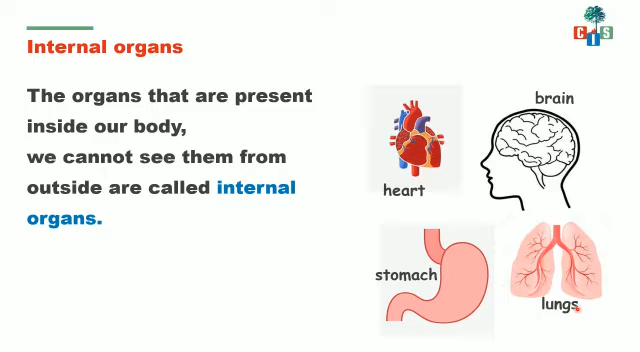 CIS
Internal organs
The organs that are present
inside our body,
we cannot see them from
outside are called internal
organs.
brain
heart
stomach
lungs